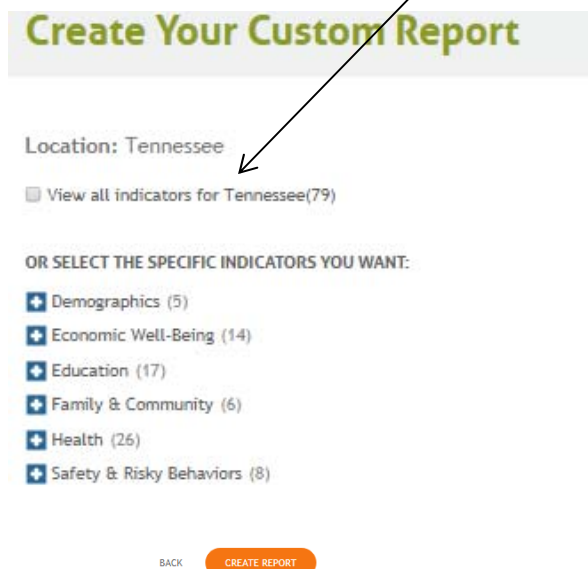 Create Your Custom Report
Location: Tennessee
View all indicators for Tennessee(79)
OR SELECT THE SPECIFIC INDICATORS YOU WANT:
Demographics (5)
Economic Well-Being (14)
Education (17)
Family & Community (6)
Health (26)
Safety & Risky Behaviors (8)
BACK CREATE REPORT